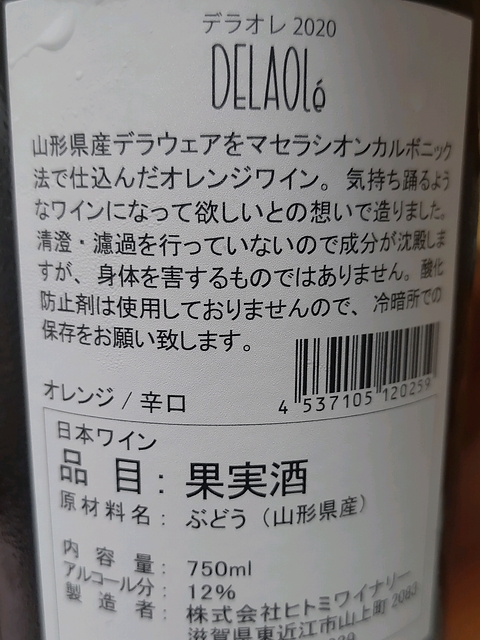 デラオレ 2020
DELAOLé
山形県産デラウェアをマセラシオンカルボニック
法で仕込んだオレンジワイン。気持ち踊るよう
なワインになって欲しいとの想いで造りました。
清澄・濾過を行っていないので成分が沈殿しま
すが、身体を害するものではありません。酸化
防止剤は使用しておりませんので、冷暗所での
保存をお願い致します。
オレンジ / 辛口
4 537105 120259
日本ワイン
品目：果実酒
原材料名：ぶどう（山形県産）
内容量：750ml
アルコール分：12%
製造者：株式会社ヒトミワイナリー
滋賀県東近江市山上町 2083